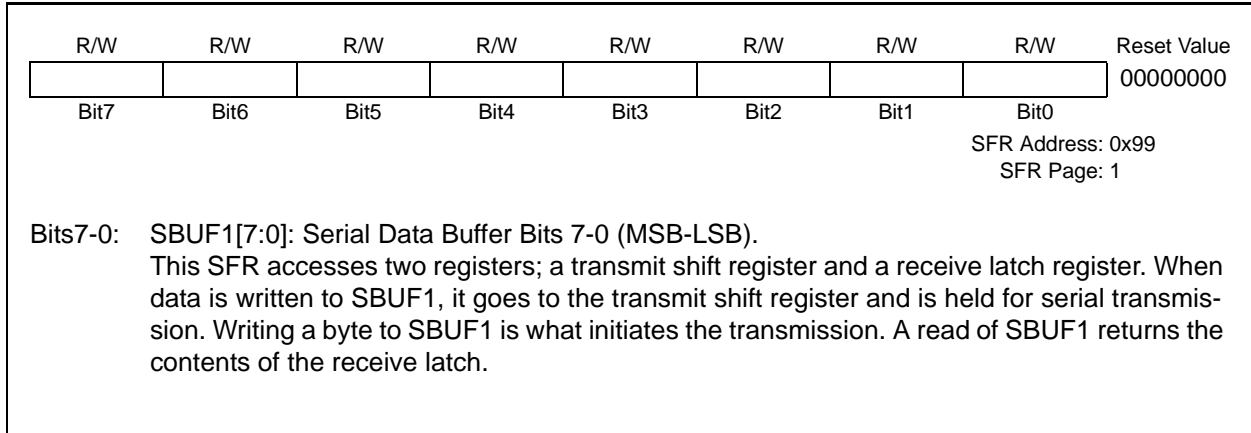 R/W R/W R/W R/W R/W R/W R/W R/W Reset Value
00000000
Bit7 Bit6 Bit5 Bit4 Bit3 Bit2 Bit1 Bit0
SFR Address: 0x99
SFR Page: 1
Bits7-0: SBUF1[7:0]: Serial Data Buffer Bits 7-0 (MSB-LSB).
This SFR accesses two registers; a transmit shift register and a receive latch register. When
data is written to SBUF1, it goes to the transmit shift register and is held for serial transmis-
sion. Writing a byte to SBUF1 is what initiates the transmission. A read of SBUF1 returns the
contents of the receive latch.